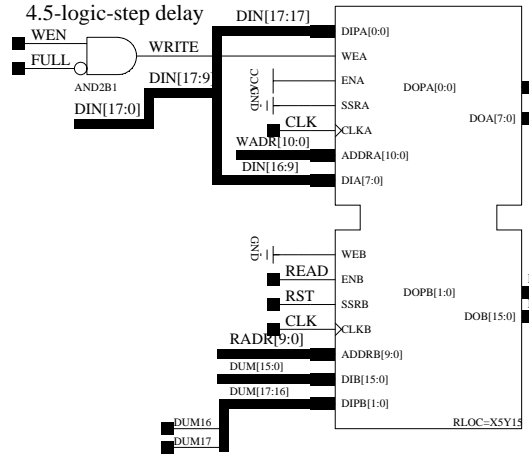 4.5-logic-step delay
DIN[17:17]
WEN
WRITE
FULL
AND2B1
DIN[17:9]
DIN[17:0]
DIPA[0:0]
WEA
VCC
ENA
DOPA[0:0]
GND
SSRA
CLK
CLKA
DOA[7:0]
WADR[10:0]
ADDRA[10:0]
DIN[16:9]
DIA[7:0]
GND
WEB
READ
ENB
DOPB[1:0]
RST
SSRB
DOB[15:0]
CLK
CLKB
RADR[9:0]
ADDRB[9:0]
DUM[15:0]
DIB[15:0]
DUM[17:16]
DIPB[1:0]
DUM16
DUM17
RLOC=X5Y15